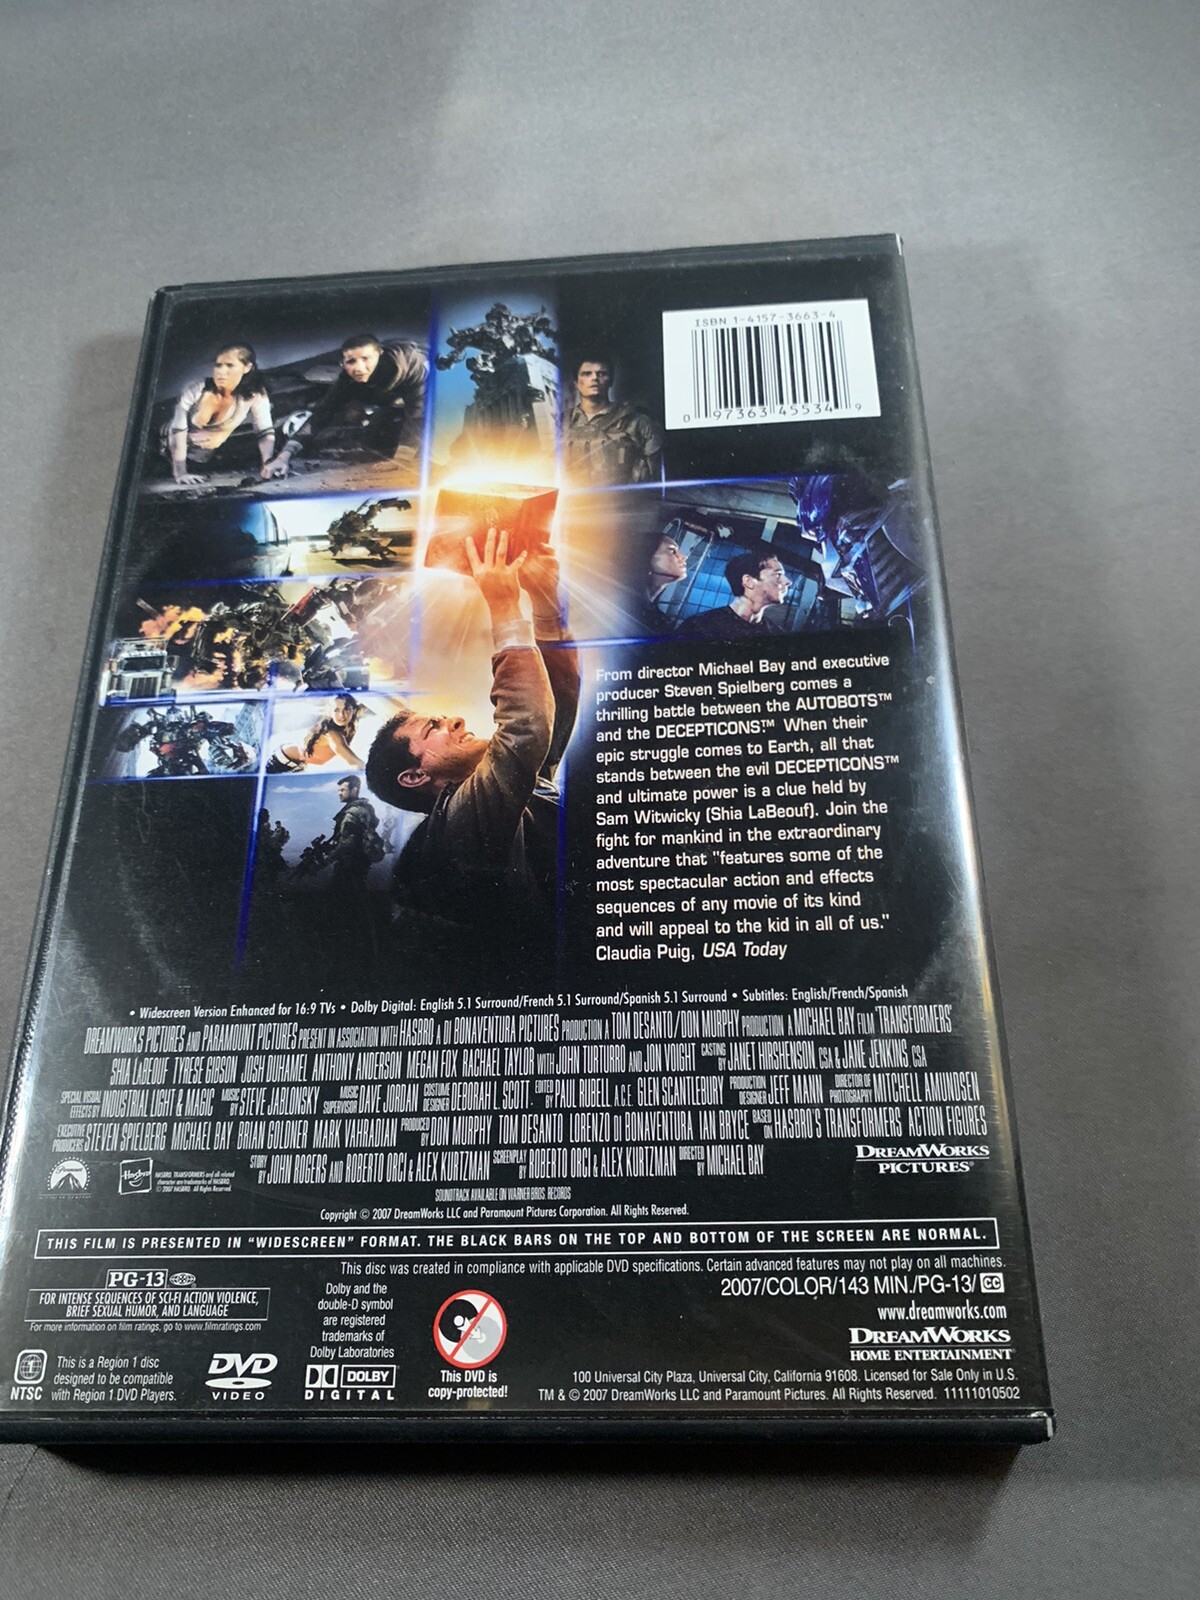 ISBN 1-4157-3663-4
0 97363 45534 9
From director Michael Bay and executive
producer Steven Spielberg comes a
thrilling battle between the AUTOBOTS™
and the DECEPTICONS™ When their
epic struggle comes to Earth, all that
stands between the evil DECEPTICONS™
and ultimate power is a clue held by
Sam Witwicky (Shia LaBeouf). Join the
fight for mankind in the extraordinary
adventure that "features some of the
most spectacular action and effects
sequences of any movie of its kind
and will appeal to the kid in all of us."
Claudia Puig, USA Today
• Widescreen Version Enhanced for 16:9 TVs • Dolby Digital: English 5.1 Surround/French 5.1 Surround/Spanish 5.1 Surround • Subtitles: English/French/Spanish
DREAMWORKS PICTURES AND PARAMOUNT PICTURES PRESENT IN ASSOCIATION WITH HASBRO A DI BONAVENTURA PICTURES PRODUCTION A TOM DESANTO/DON MURPHY PRODUCTION A MICHAEL BAY FILM "TRANSFORMERS"
SHIA LABEOUF TYRESE GIBSON JOSH DUHAMEL ANTHONY ANDERSON MEGAN FOX RACHAEL TAYLOR WITH JOHN TURTURRO AND JON VOIGHT CASTING BY JANET HIRSHENSON, CSA & JANE JENKINS, CSA
SPECIAL VISUAL EFFECTS BY INDUSTRIAL LIGHT & MAGIC MUSIC BY STEVE JABLONSKY MUSIC SUPERVISOR DAVE JORDAN COSTUME DESIGNER DEBORAH L. SCOTT EDITED BY PAUL RUBELL A.C.E. GLEN SCANTLEBURY PRODUCTION DESIGNER JEFF MANN DIRECTOR OF PHOTOGRAPHY MITCHELL AMUNDSEN
EXECUTIVE PRODUCERS STEVEN SPIELBERG MICHAEL BAY BRIAN GOLDNER MARK VAHRADIAN PRODUCED BY DON MURPHY TOM DESANTO LORENZO DI BONAVENTURA IAN BRYCE BASED ON HASBRO'S TRANSFORMERS ACTION FIGURES
STORY BY JOHN ROGERS AND ROBERTO ORCI & ALEX KURTZMAN SCREENPLAY BY ROBERTO ORCI & ALEX KURTZMAN DIRECTED BY MICHAEL BAY
DREAMWORKS
PICTURES®
Paramount
Hasbro
HASBRO, TRANSFORMERS and all related
character are trademarks of HASBRO.
© 2007 HASBRO. All Rights Reserved.
SOUNDTRACK AVAILABLE ON WARNER BROS. RECORDS
Copyright © 2007 DreamWorks LLC and Paramount Pictures Corporation. All Rights Reserved.
THIS FILM IS PRESENTED IN "WIDESCREEN" FORMAT. THE BLACK BARS ON THE TOP AND BOTTOM OF THE SCREEN ARE NORMAL.
This disc was created in compliance with applicable DVD specifications. Certain advanced features may not play on all machines.
2007/COLOR/143 MIN./PG-13/ CC
www.dreamworks.com
DREAMWORKS
HOME ENTERTAINMENT™
PG-13
FOR INTENSE SEQUENCES OF SCI-FI ACTION VIOLENCE,
BRIEF SEXUAL HUMOR, AND LANGUAGE
For more information on film ratings, go to www.filmratings.com
1
NTSC
This is a Region 1 disc
designed to be compatible
with Region 1 DVD Players.
DVD
VIDEO
Dolby and the
double-D symbol
are registered
trademarks of
Dolby Laboratories
DOLBY
DIGITAL
This DVD is
copy-protected!
100 Universal City Plaza, Universal City, California 91608. Licensed for Sale Only in U.S.
TM & © 2007 DreamWorks LLC and Paramount Pictures. All Rights Reserved. 11111010502